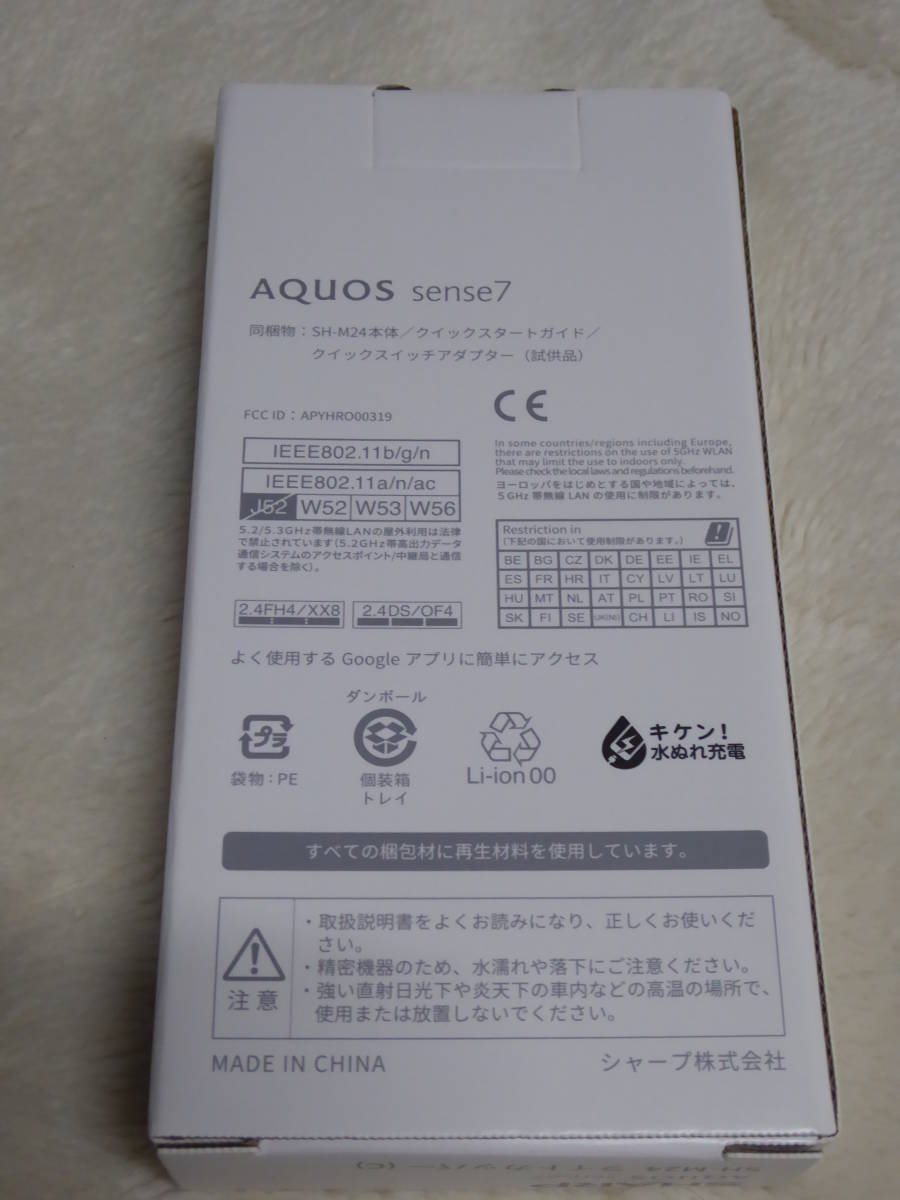 AQUOS sense7
同梱物：SH-M24本体／クイックスタートガイド／
クイックスイッチアダプター（試供品）
FCC ID：APYHRO00319
IEEE802.11b/g/n
IEEE802.11a/n/ac
J52 W52 W53 W56
5.2/5.3GHz帯無線LANの屋外利用は法律
で禁止されています（5.2GHz帯高出力データ
通信システムのアクセスポイント/中継局と通信
する場合を除く）。
2.4FH4/XX8 2.4DS/OF4
CE
In some countries/regions including Europe,
there are restrictions on the use of 5GHz WLAN
that may limit the use to indoors only.
Please check the local laws and regulations beforehand.
ヨーロッパをはじめとする国や地域によっては、
5GHz帯無線LANの使用に制限があります。
Restriction in
（下記の国において使用制限があります。）
BE BG CZ DK DE EE IE EL
ES FR HR IT CY LV LT LU
HU MT NL AT PL PT RO SI
SK FI SE UK(NI) CH LI IS NO
よく使用する Google アプリに簡単にアクセス
プラ
袋物：PE
ダンボール
個装箱
トレイ
Li-ion 00
キケン！
水ぬれ充電
すべての梱包材に再生材料を使用しています。
注意
・取扱説明書をよくお読みになり、正しくお使いくだ
さい。
・精密機器のため、水濡れや落下にご注意ください。
・強い直射日光下や炎天下の車内などの高温の場所で、
使用または放置しないでください。
MADE IN CHINA
シャープ株式会社
SH-M24 ライトカッパー (C)